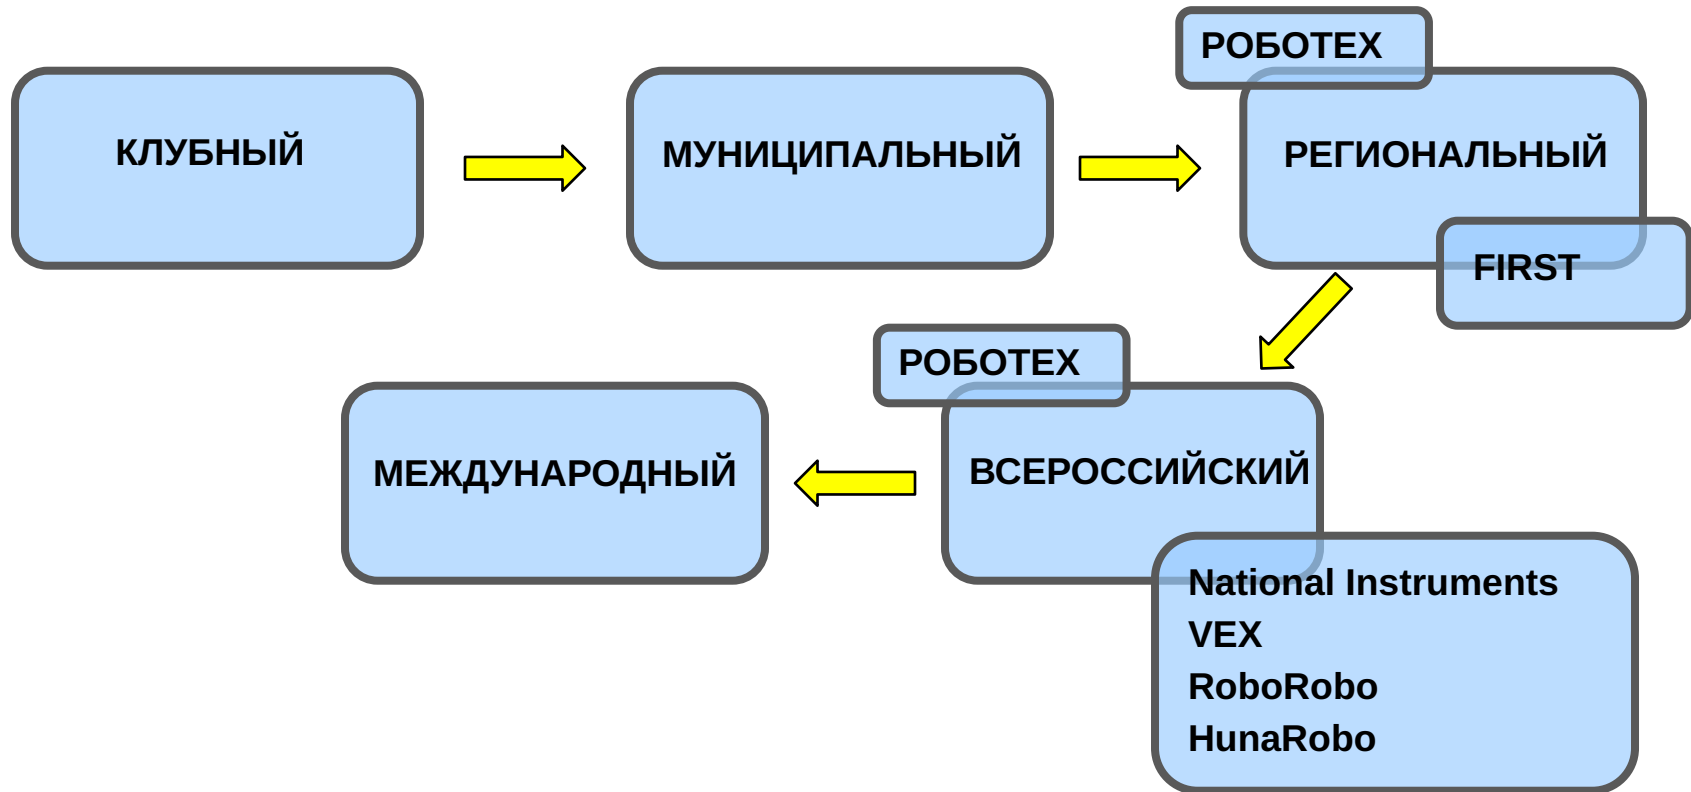 РОБОТЕХ
КЛУБНЫЙ
МУНИЦИПАЛЬНЫЙ
РЕГИОНАЛЬНЫЙ
FIRST
РОБОТЕХ
МЕЖДУНАРОДНЫЙ
ВСЕРОССИЙСКИЙ
National Instruments
VEX
RoboRobo
HunaRobo